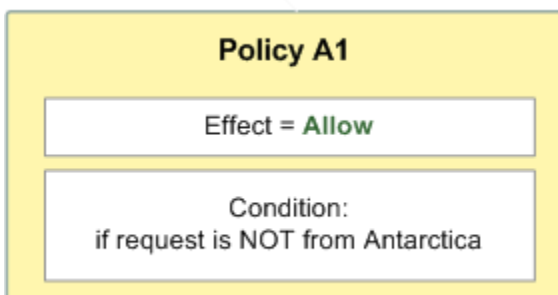 Policy A1
Effect = Allow
Condition:
if request is NOT from Antarctica